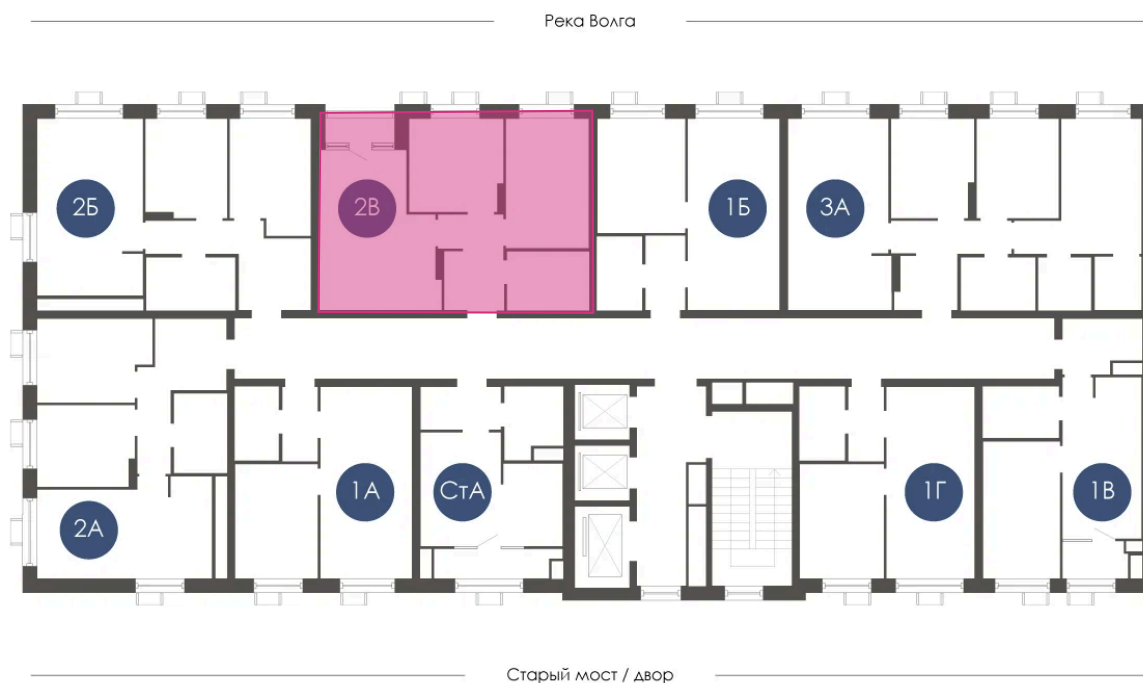 Река Волга
2Б
2В
1Б
3А
2А
1А
СтА
1Г
1В
Старый мост / двор